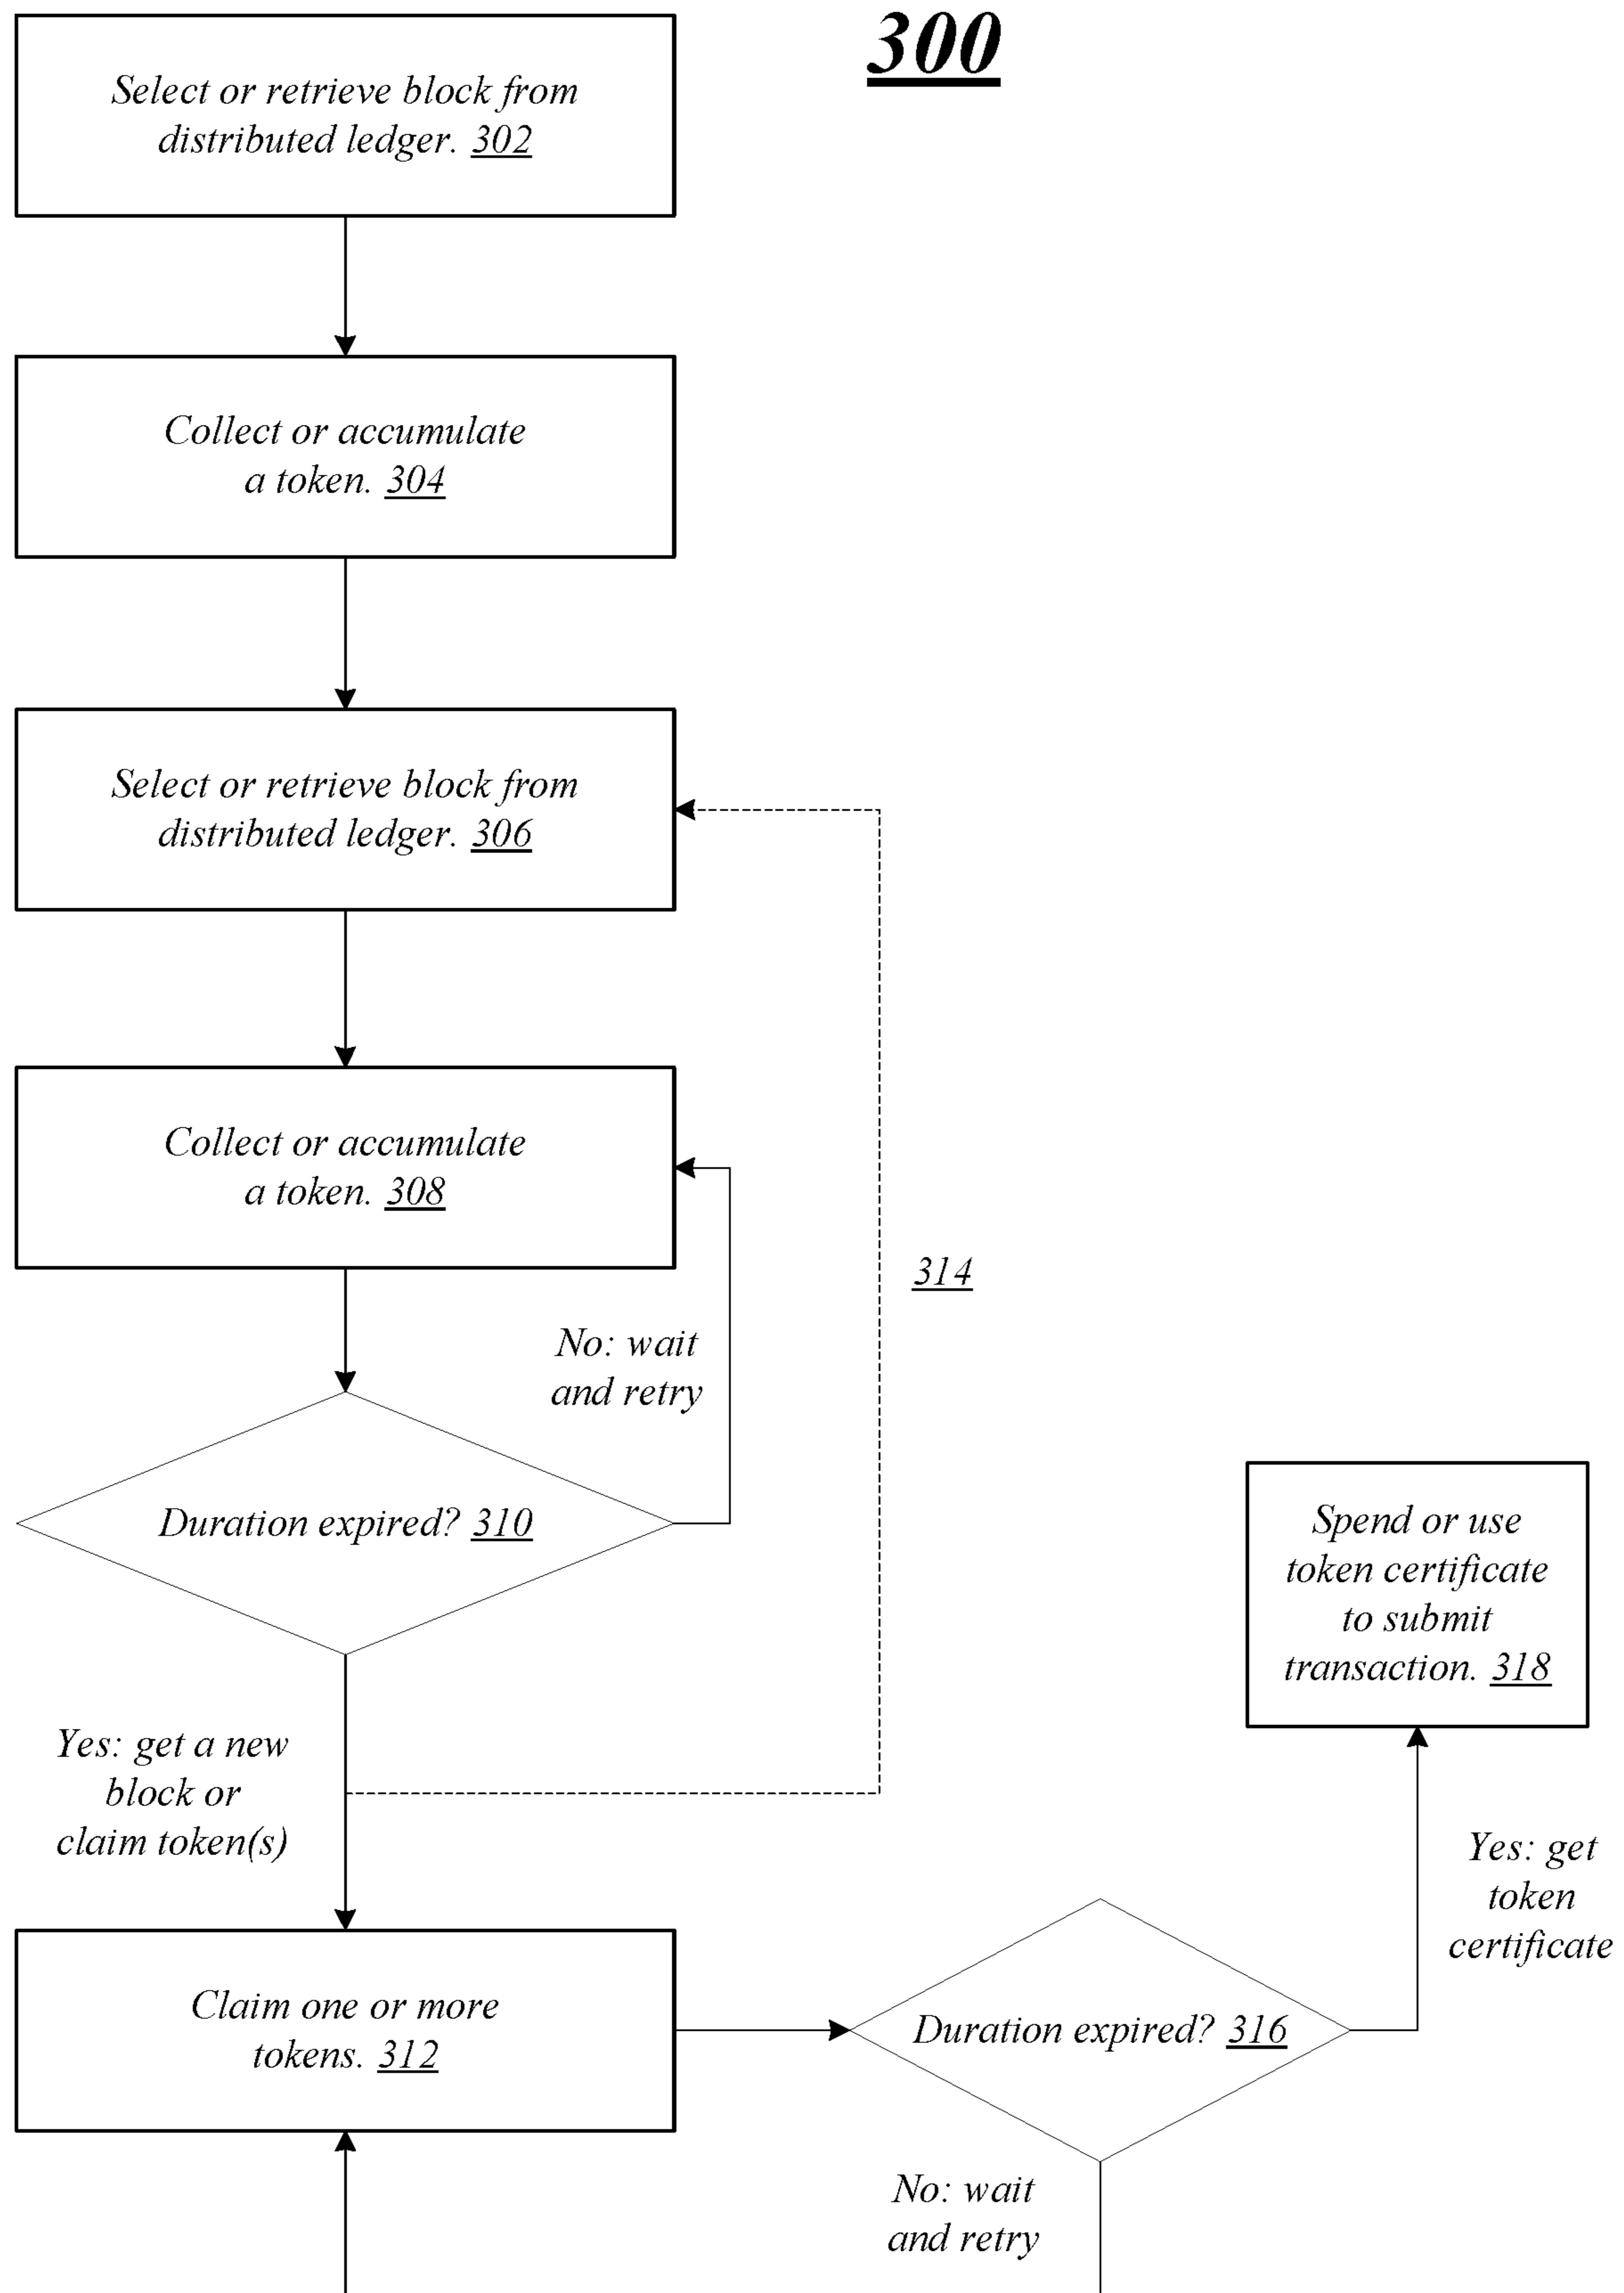 300
Select or retrieve block from
distributed ledger. 302
Collect or accumulate
a token. 304
Select or retrieve block from
distributed ledger. 306
Collect or accumulate
a token. 308
314
No: wait
and retry
Duration expired? 310
Spend or use
token certificate
to submit
transaction. 318
Yes: get a new
block or
claim token(s)
Yes: get
token
certificate
Claim one or more
tokens. 312
Duration expired? 316
No: wait
and retry